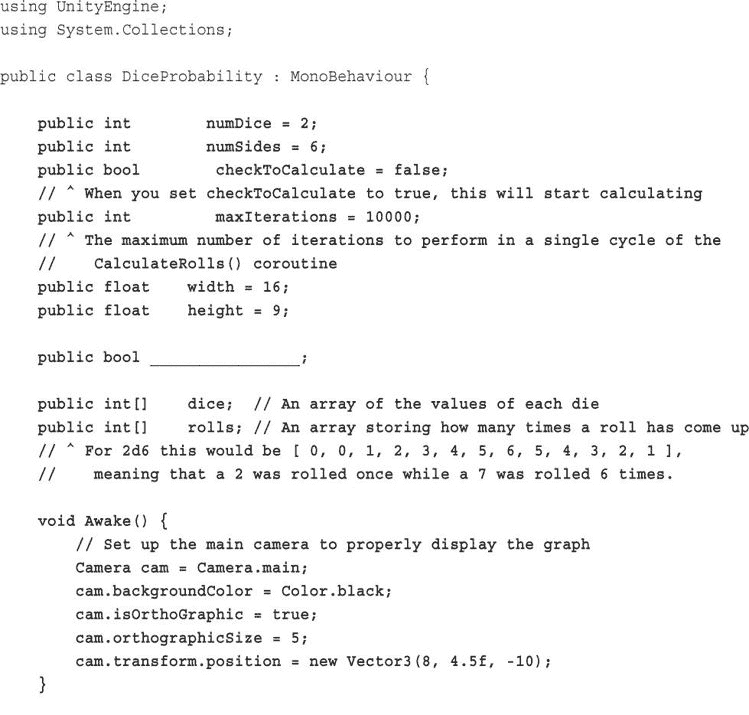 using UnityEngine;
using System.Collections;

public class DiceProbability : MonoBehaviour {

    public int        numDice = 2;
    public int        numSides = 6;
    public bool        checkToCalculate = false;
    // ^ When you set checkToCalculate to true, this will start calculating
    public int         maxIterations = 10000;
    // ^ The maximum number of iterations to perform in a single cycle of the
    //    CalculateRolls() coroutine
    public float    width = 16;
    public float    height = 9;

    public bool ________________;

    public int[]    dice;  // An array of the values of each die
    public int[]    rolls; // An array storing how many times a roll has come up
    // ^ For 2d6 this would be [ 0, 0, 1, 2, 3, 4, 5, 6, 5, 4, 3, 2, 1 ],
    //    meaning that a 2 was rolled once while a 7 was rolled 6 times.

    void Awake() {
        // Set up the main camera to properly display the graph
        Camera cam = Camera.main;
        cam.backgroundColor = Color.black;
        cam.isOrthoGraphic = true;
        cam.orthographicSize = 5;
        cam.transform.position = new Vector3(8, 4.5f, -10);
    }